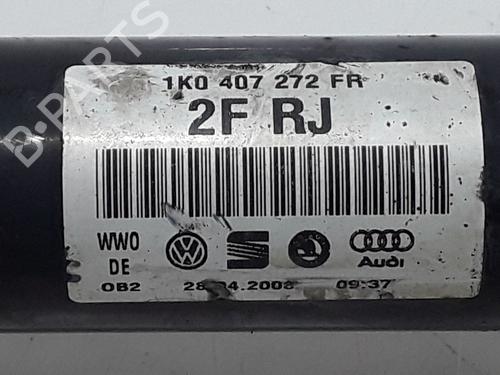 B-PARTS
1K0 407 272 FR
2F RJ
WWO
DE
Audi
OB2 28.04.2008 09:37